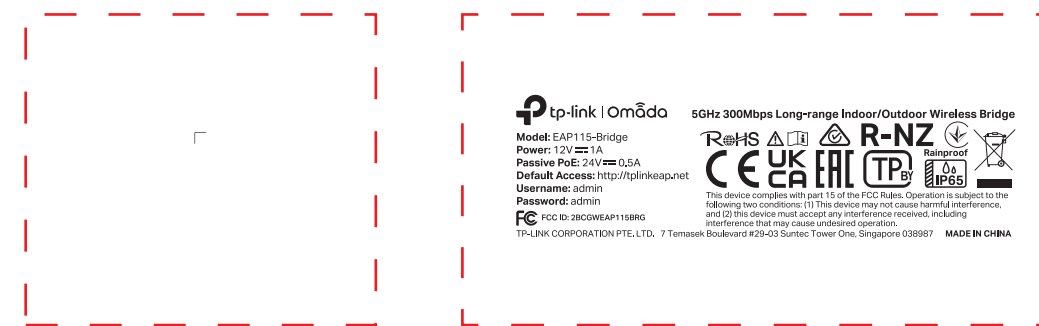 tp-link | omada
5GHz 300Mbps Long-range Indoor/Outdoor Wireless Bridge
Model: EAP115-Bridge
Power: 12V⎓1A
Passive PoE: 24V⎓0.5A
Default Access: http://tplinkeap.net
Username: admin
Password: admin
FC FCC ID: 2BCGWEAP115BRG
RoHS
R-NZ
CE UK CA EAC TP BY
Rainproof
IP65
This device complies with part 15 of the FCC Rules. Operation is subject to the
following two conditions: (1) This device may not cause harmful interference,
and (2) this device must accept any interference received, including
interference that may cause undesired operation.
TP-LINK CORPORATION PTE. LTD. 7 Temasek Boulevard #29-03 Suntec Tower One, Singapore 038987 MADE IN CHINA